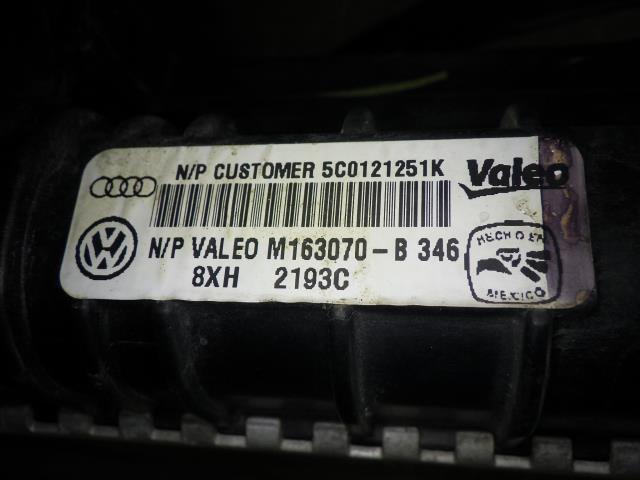 N/P CUSTOMER 5C0121251K
Valeo
N/P VALEO M163070-B 346
8XH 2193C
HECHO EN
MEXICO